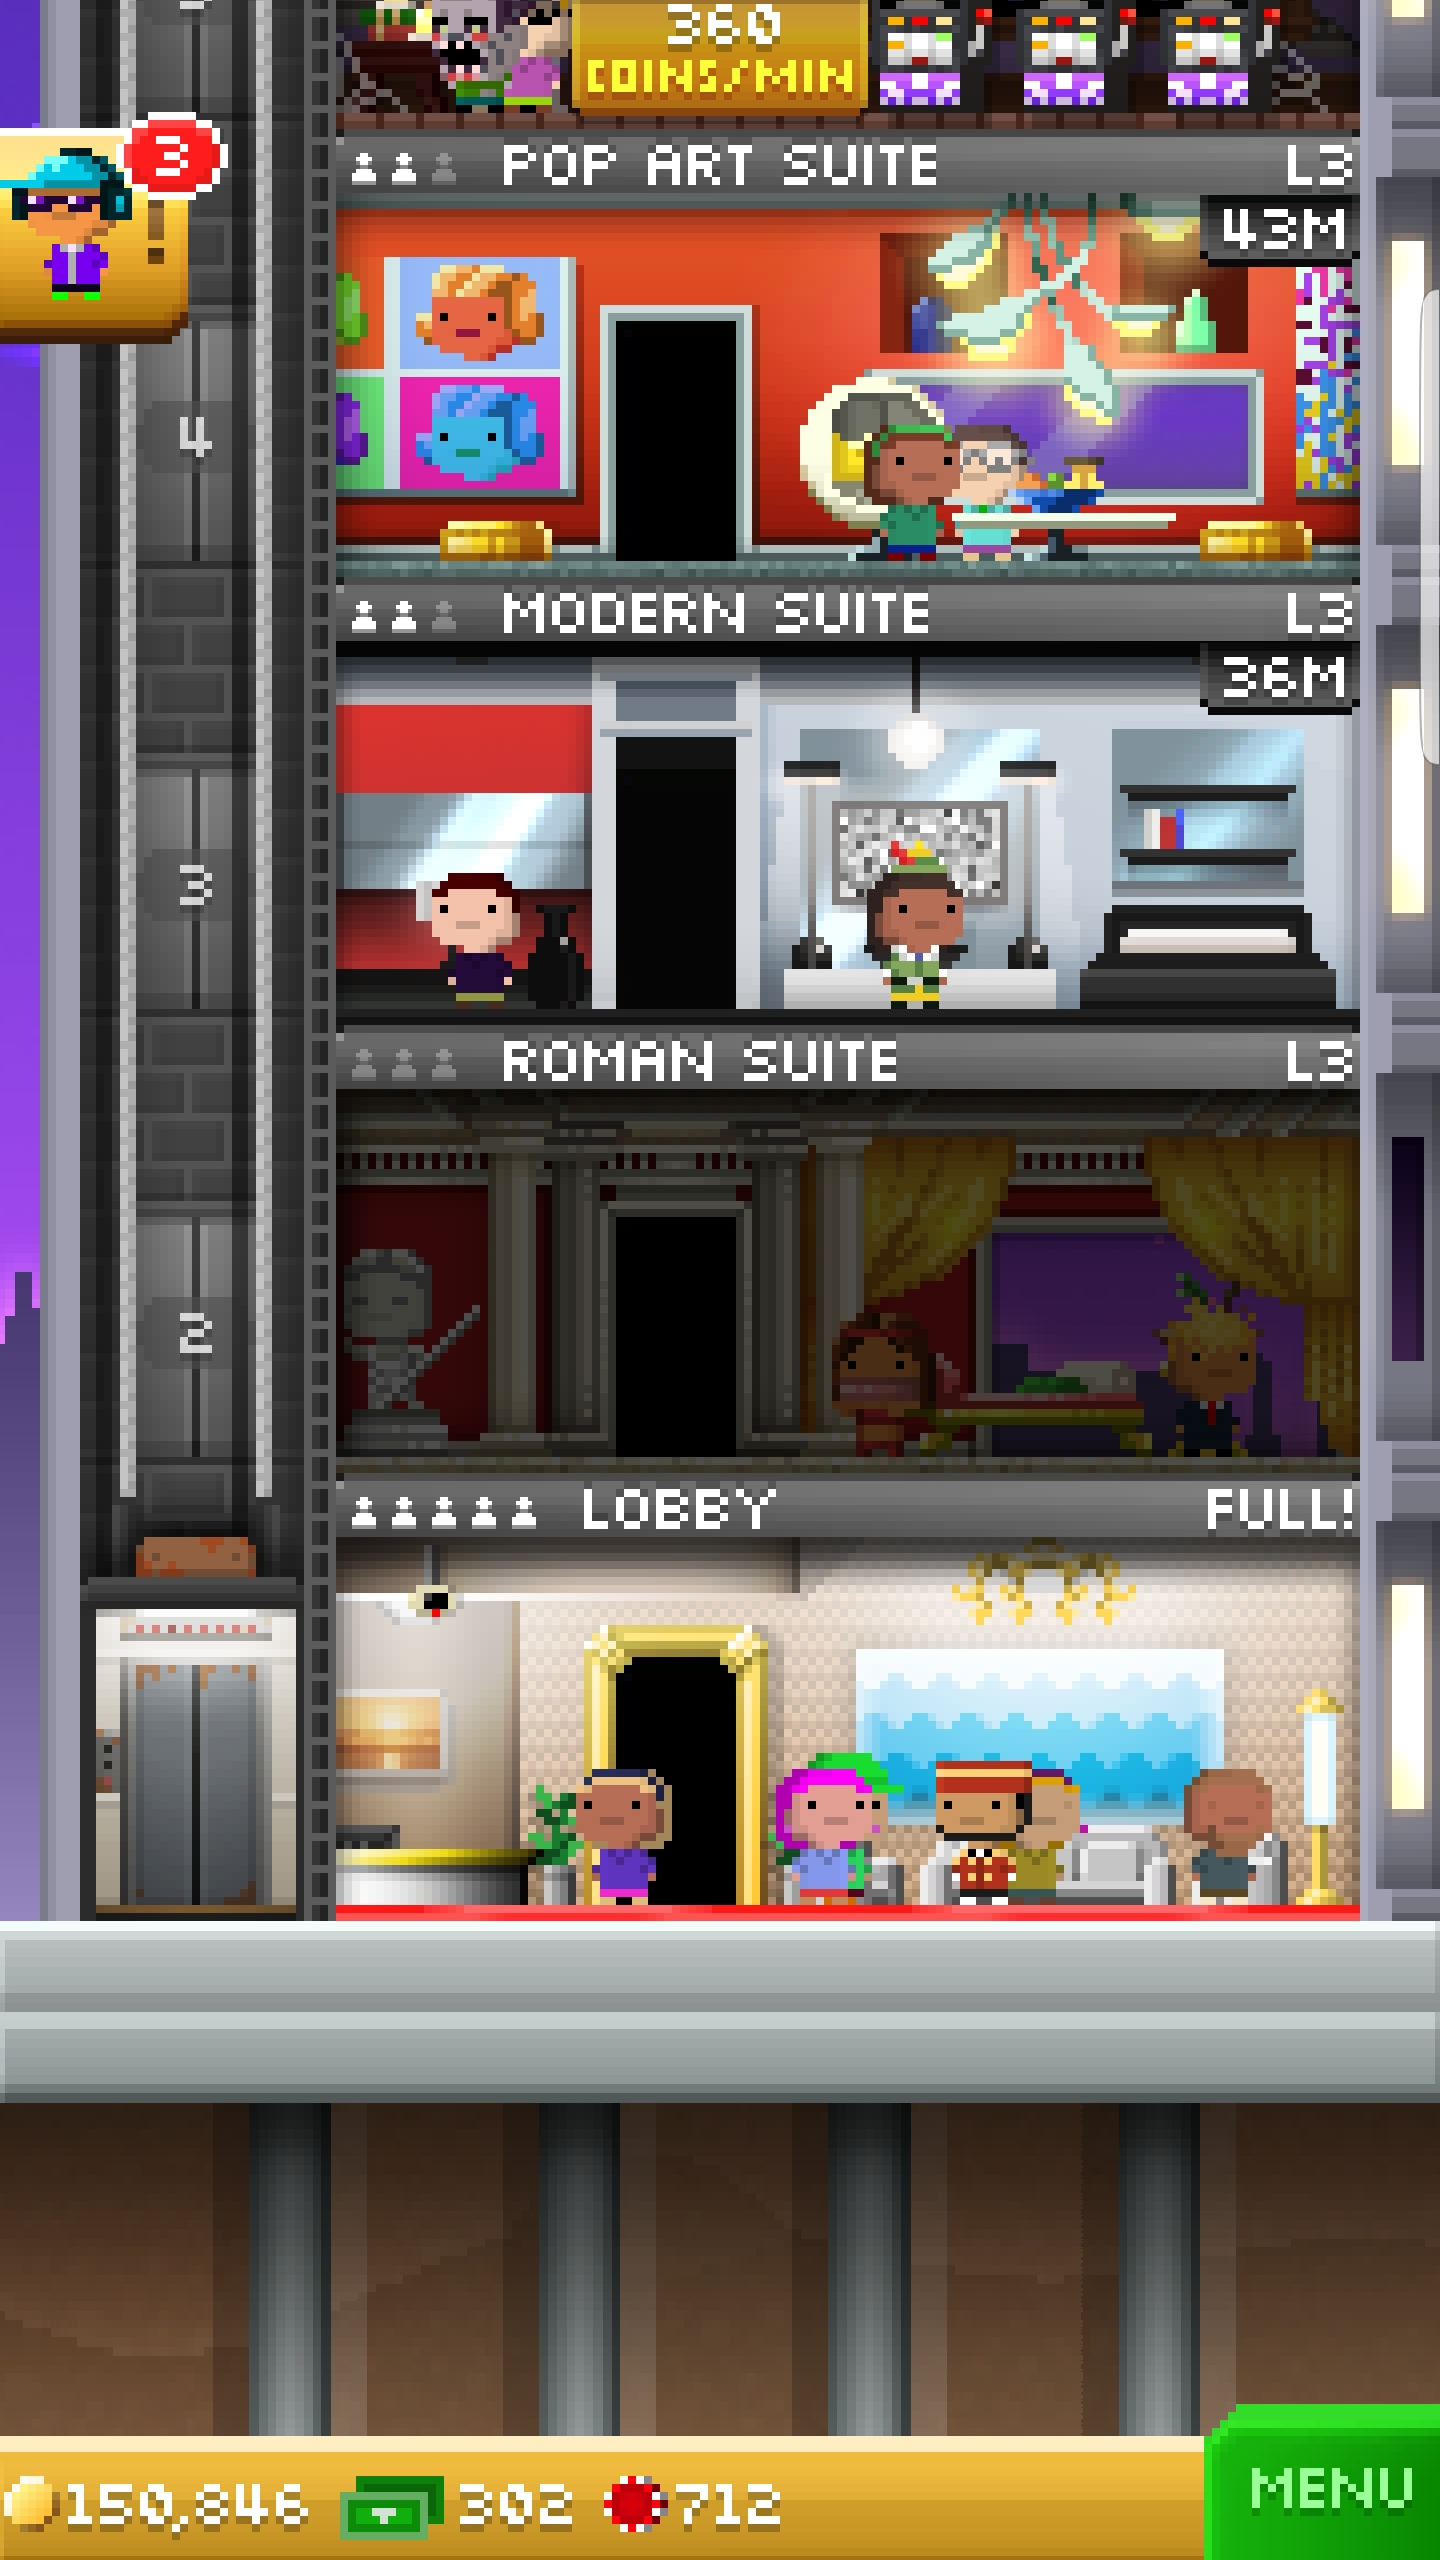 360
COINS/MIN
3
POP ART SUITE L3
43M
4
MODERN SUITE L3
36M
3
ROMAN SUITE L3
2
LOBBY FULL!
150,846 302 712
MENU